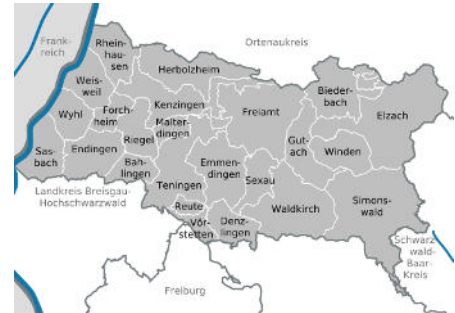 Frank-
reich
Rhein-
hau-
sen
Ortenaukreis
Herbolzheim
Weis-
weil
Bieder-
bach
Kenzingen
Forch-
heim
Wyhl
Malter-
dingen
Freiamt
Elzach
Riegel
Endingen
Gut-
ach
Sas-
bach
Winden
Bah-
lingen
Emmen-
dingen
Landkreis Breisgau-
Hochschwarzwald
Teningen
Sexau
Simons-
wald
Reute
Waldkirch
Vör-
stetten
Denz-
lingen
Schwarz
wald-
Baar-
Kreis
Freiburg